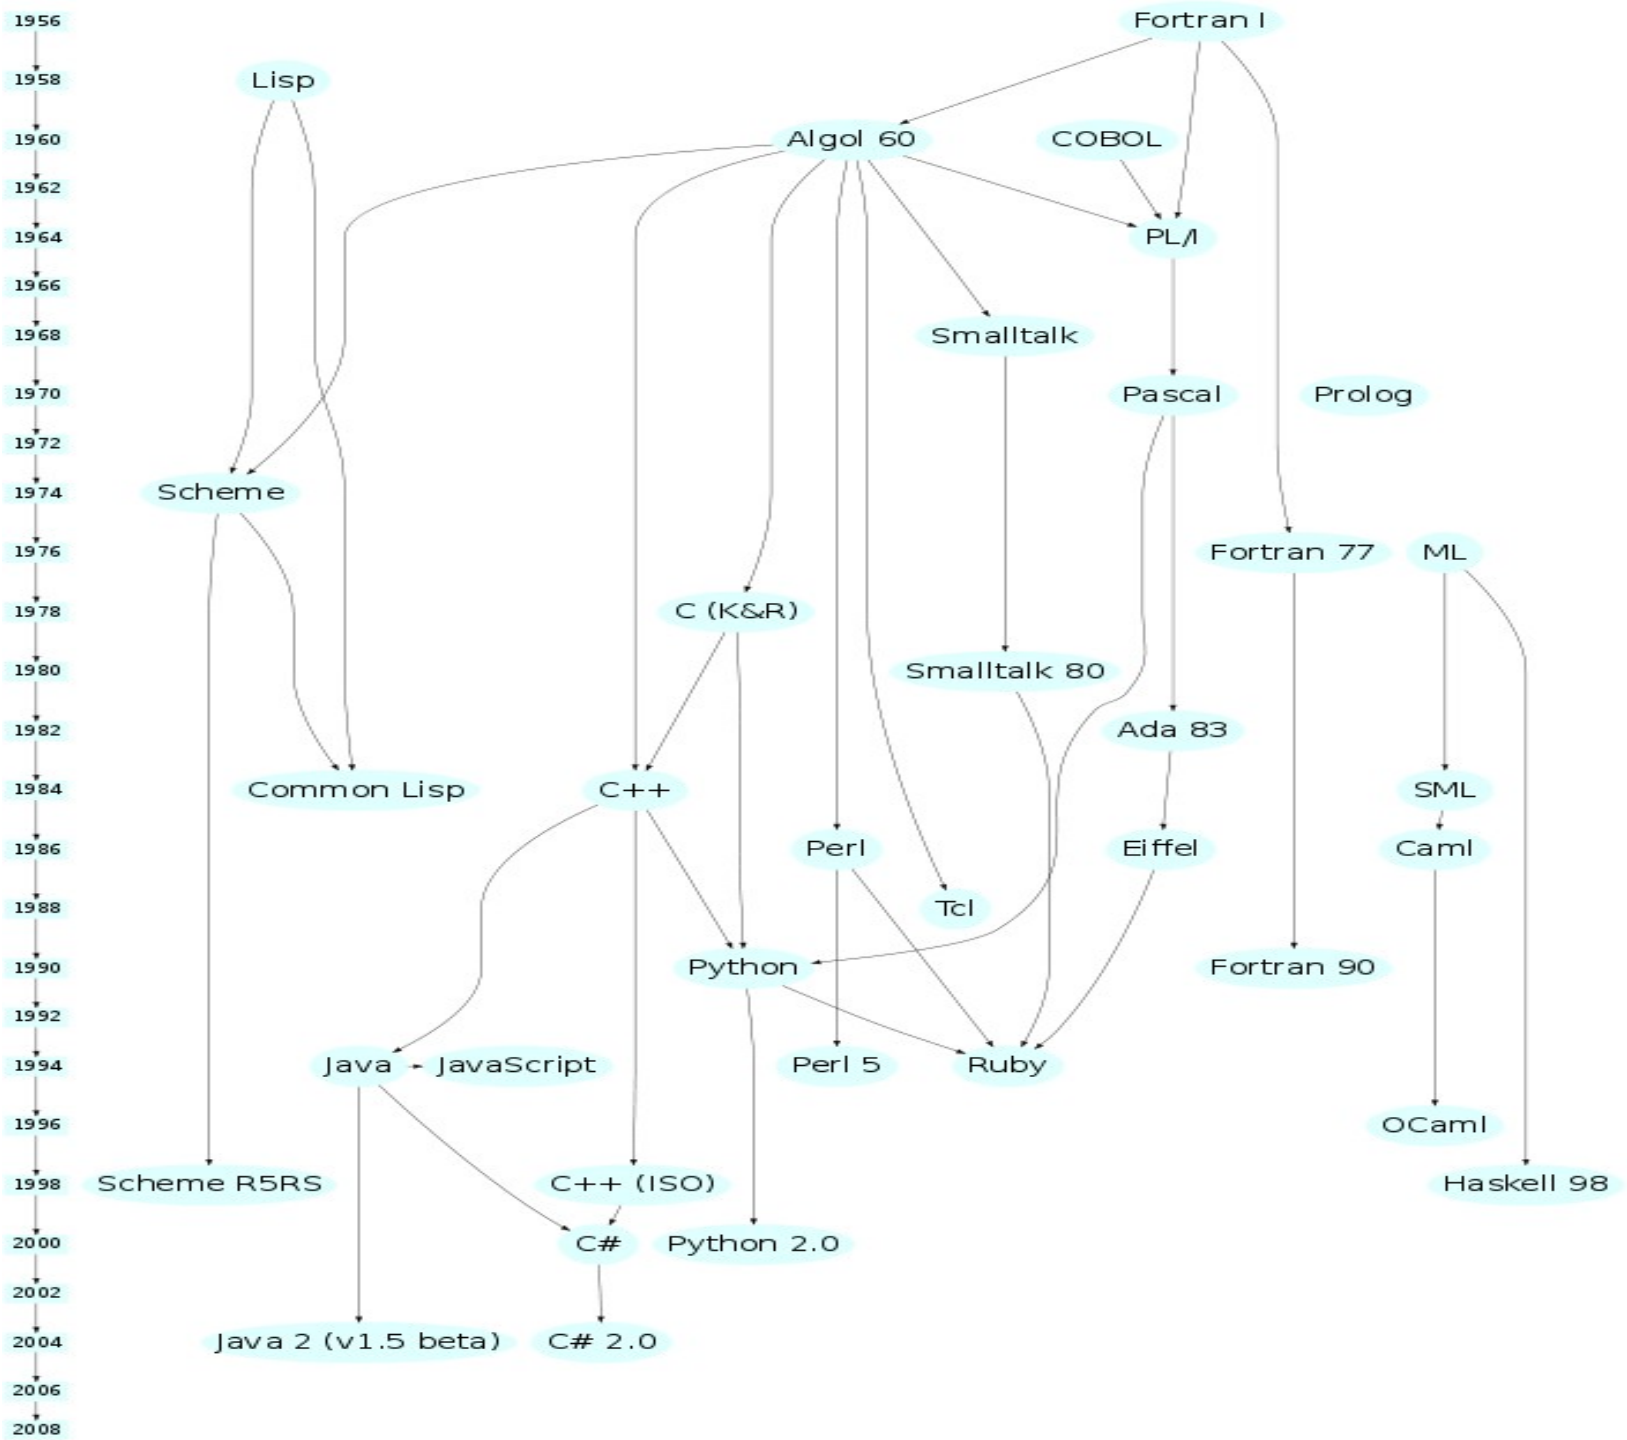 1956 Fortran I
1958 Lisp
1960 Algol 60 COBOL
1962
1964 PL/I
1966
1968 Smalltalk
1970 Pascal Prolog
1972
1974 Scheme
1976 Fortran 77 ML
1978 C (K&R)
1980 Smalltalk 80
1982 Ada 83
1984 Common Lisp C++ SML
1986 Perl Eiffel Caml
1988 Tcl
1990 Python Fortran 90
1992
1994 Java JavaScript Perl 5 Ruby
1996 OCaml
1998 Scheme R5RS C++ (ISO) Haskell 98
2000 C# Python 2.0
2002
2004 Java 2 (v1.5 beta) C# 2.0
2006
2008